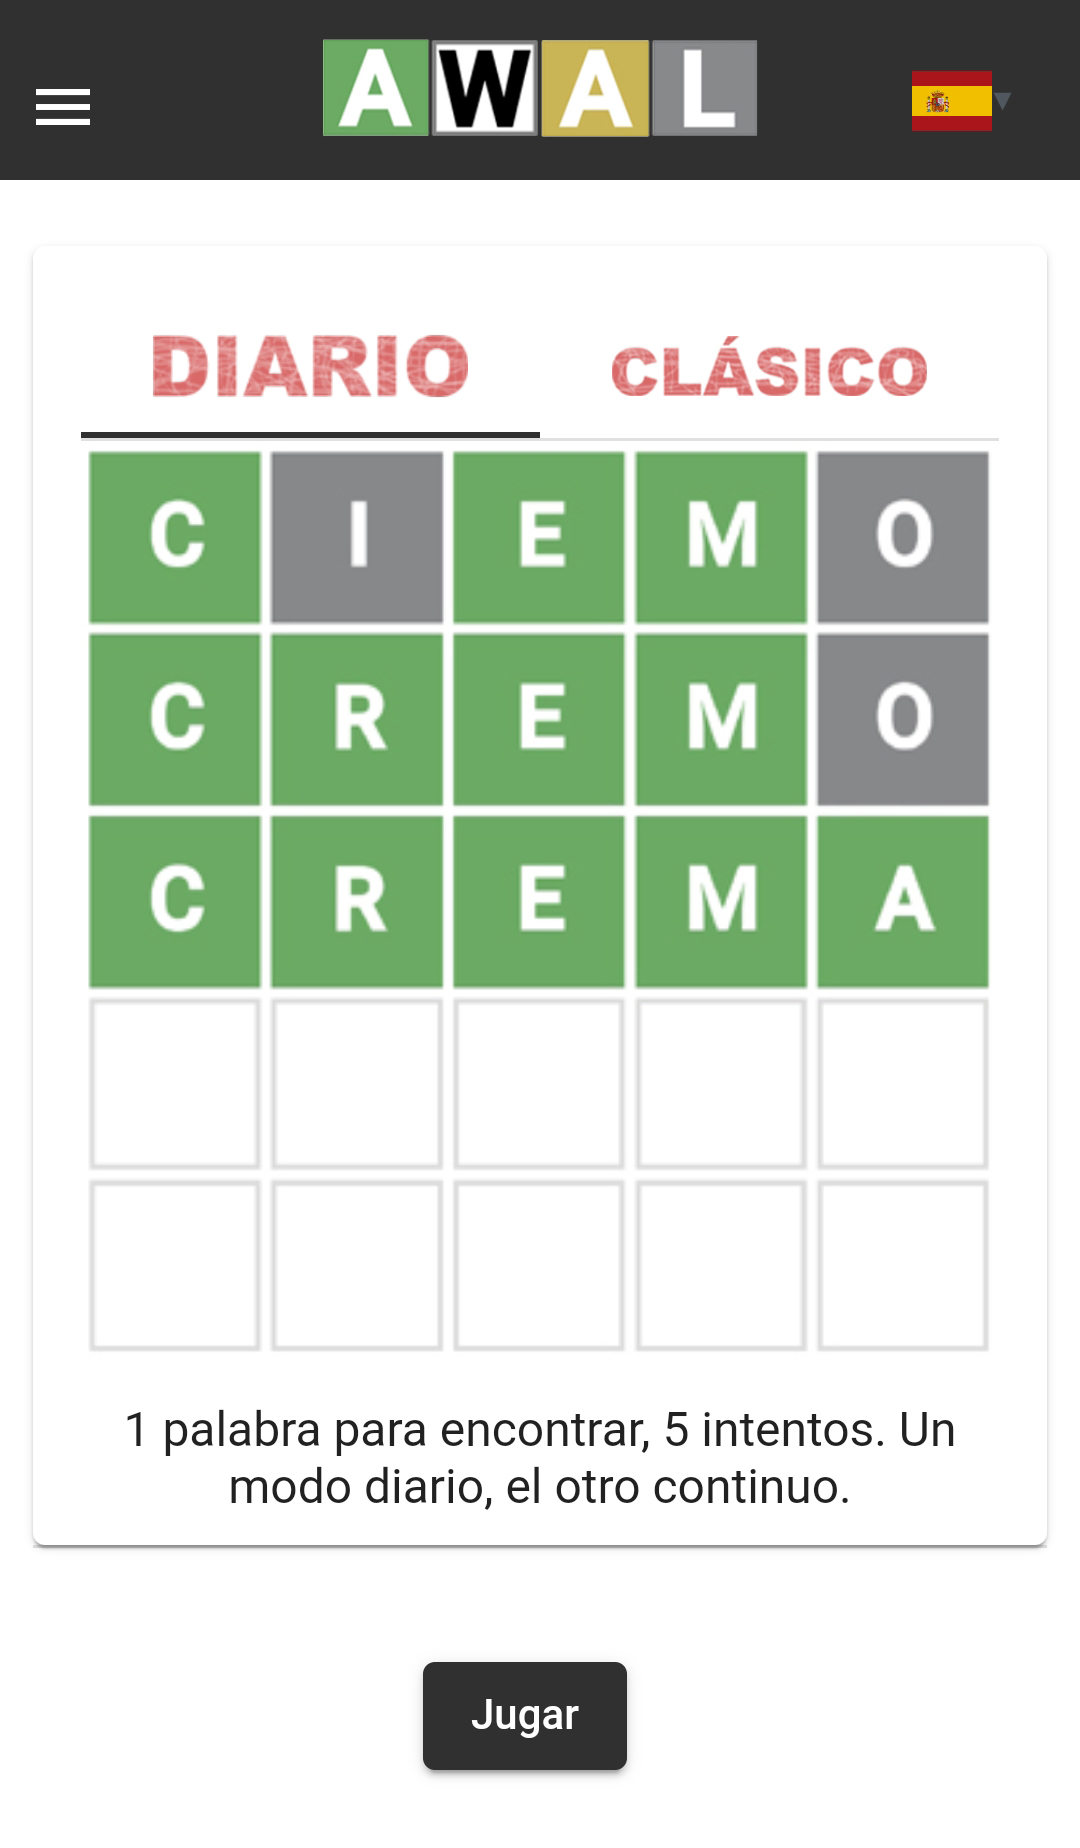 AWAL
DIARIO CLÁSICO
C I E M O
C R E M O
C R E M A
1 palabra para encontrar, 5 intentos. Un
modo diario, el otro continuo.
Jugar